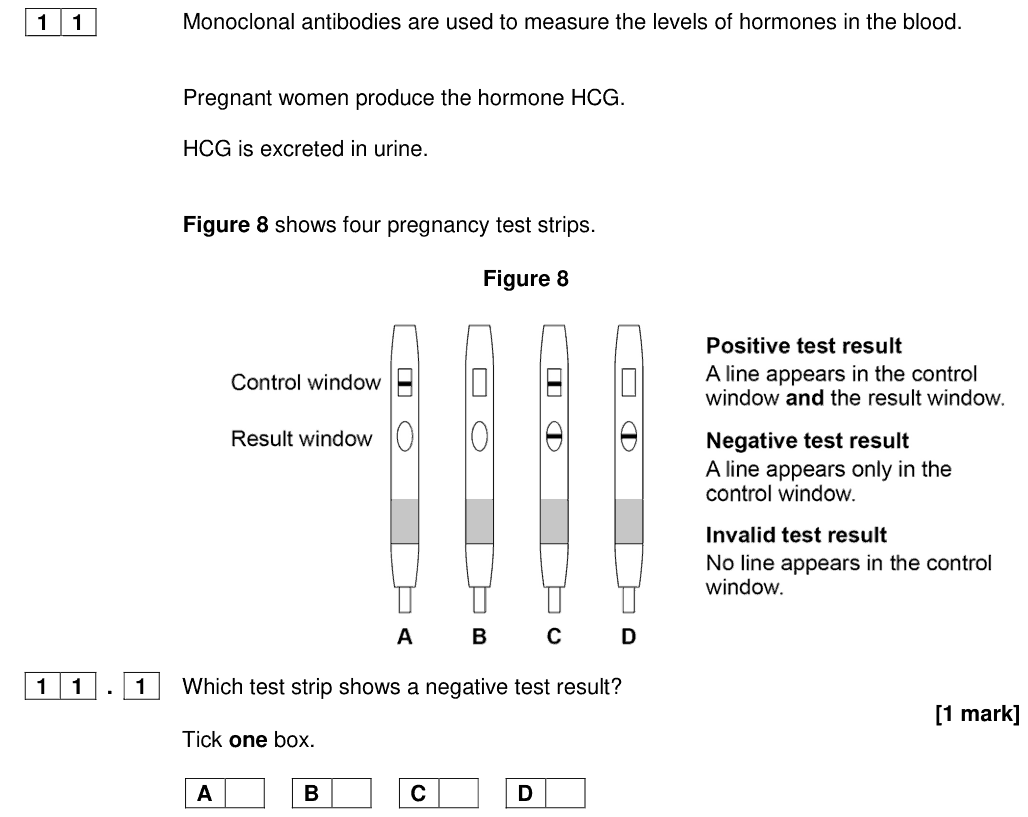 1 1 Monoclonal antibodies are used to measure the levels of hormones in the blood.
Pregnant women produce the hormone HCG.
HCG is excreted in urine.
Figure 8 shows four pregnancy test strips.
Figure 8
Control window
Result window
A B C D
Positive test result
A line appears in the control
window and the result window.
Negative test result
A line appears only in the
control window.
Invalid test result
No line appears in the control
window.
1 1 . 1 Which test strip shows a negative test result?
[1 mark]
Tick one box.
A B C D